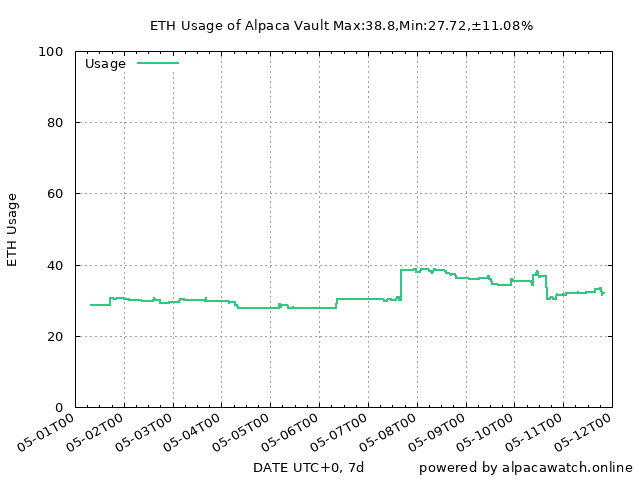 ETH Usage of Alpaca Vault Max:38.8,Min:27.72,±11.08%
Usage
100
80
60
40
20
0
ETH Usage
05-01T00
05-02T00
05-03T00
05-04T00
05-05T00
05-06T00
05-07T00
05-08T00
05-09T00
05-10T00
05-11T00
05-12T00
DATE UTC+0, 7d
powered by alpacawatch.online